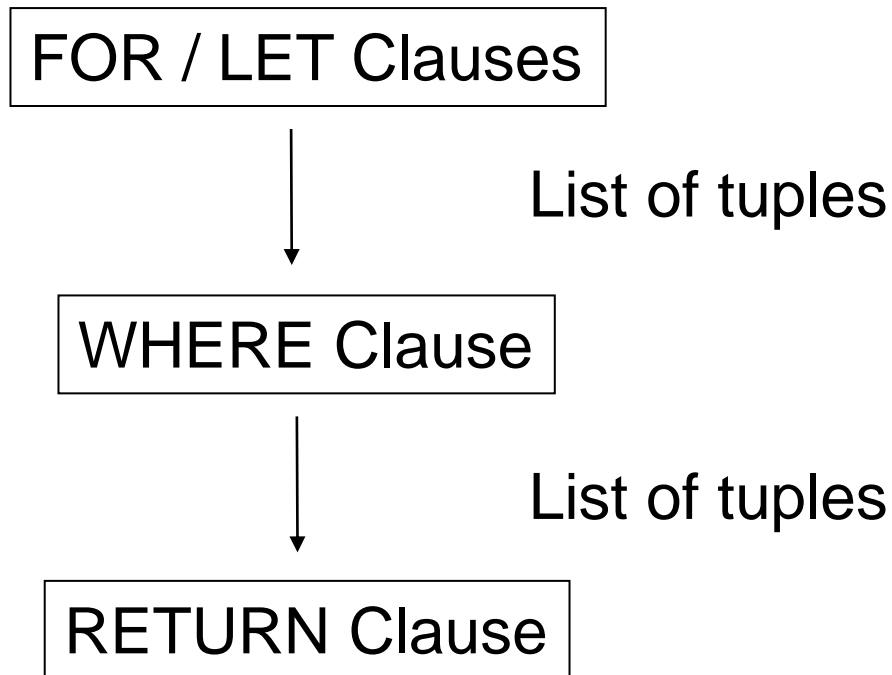 FOR / LET Clauses
List of tuples
WHERE Clause
List of tuples
RETURN Clause